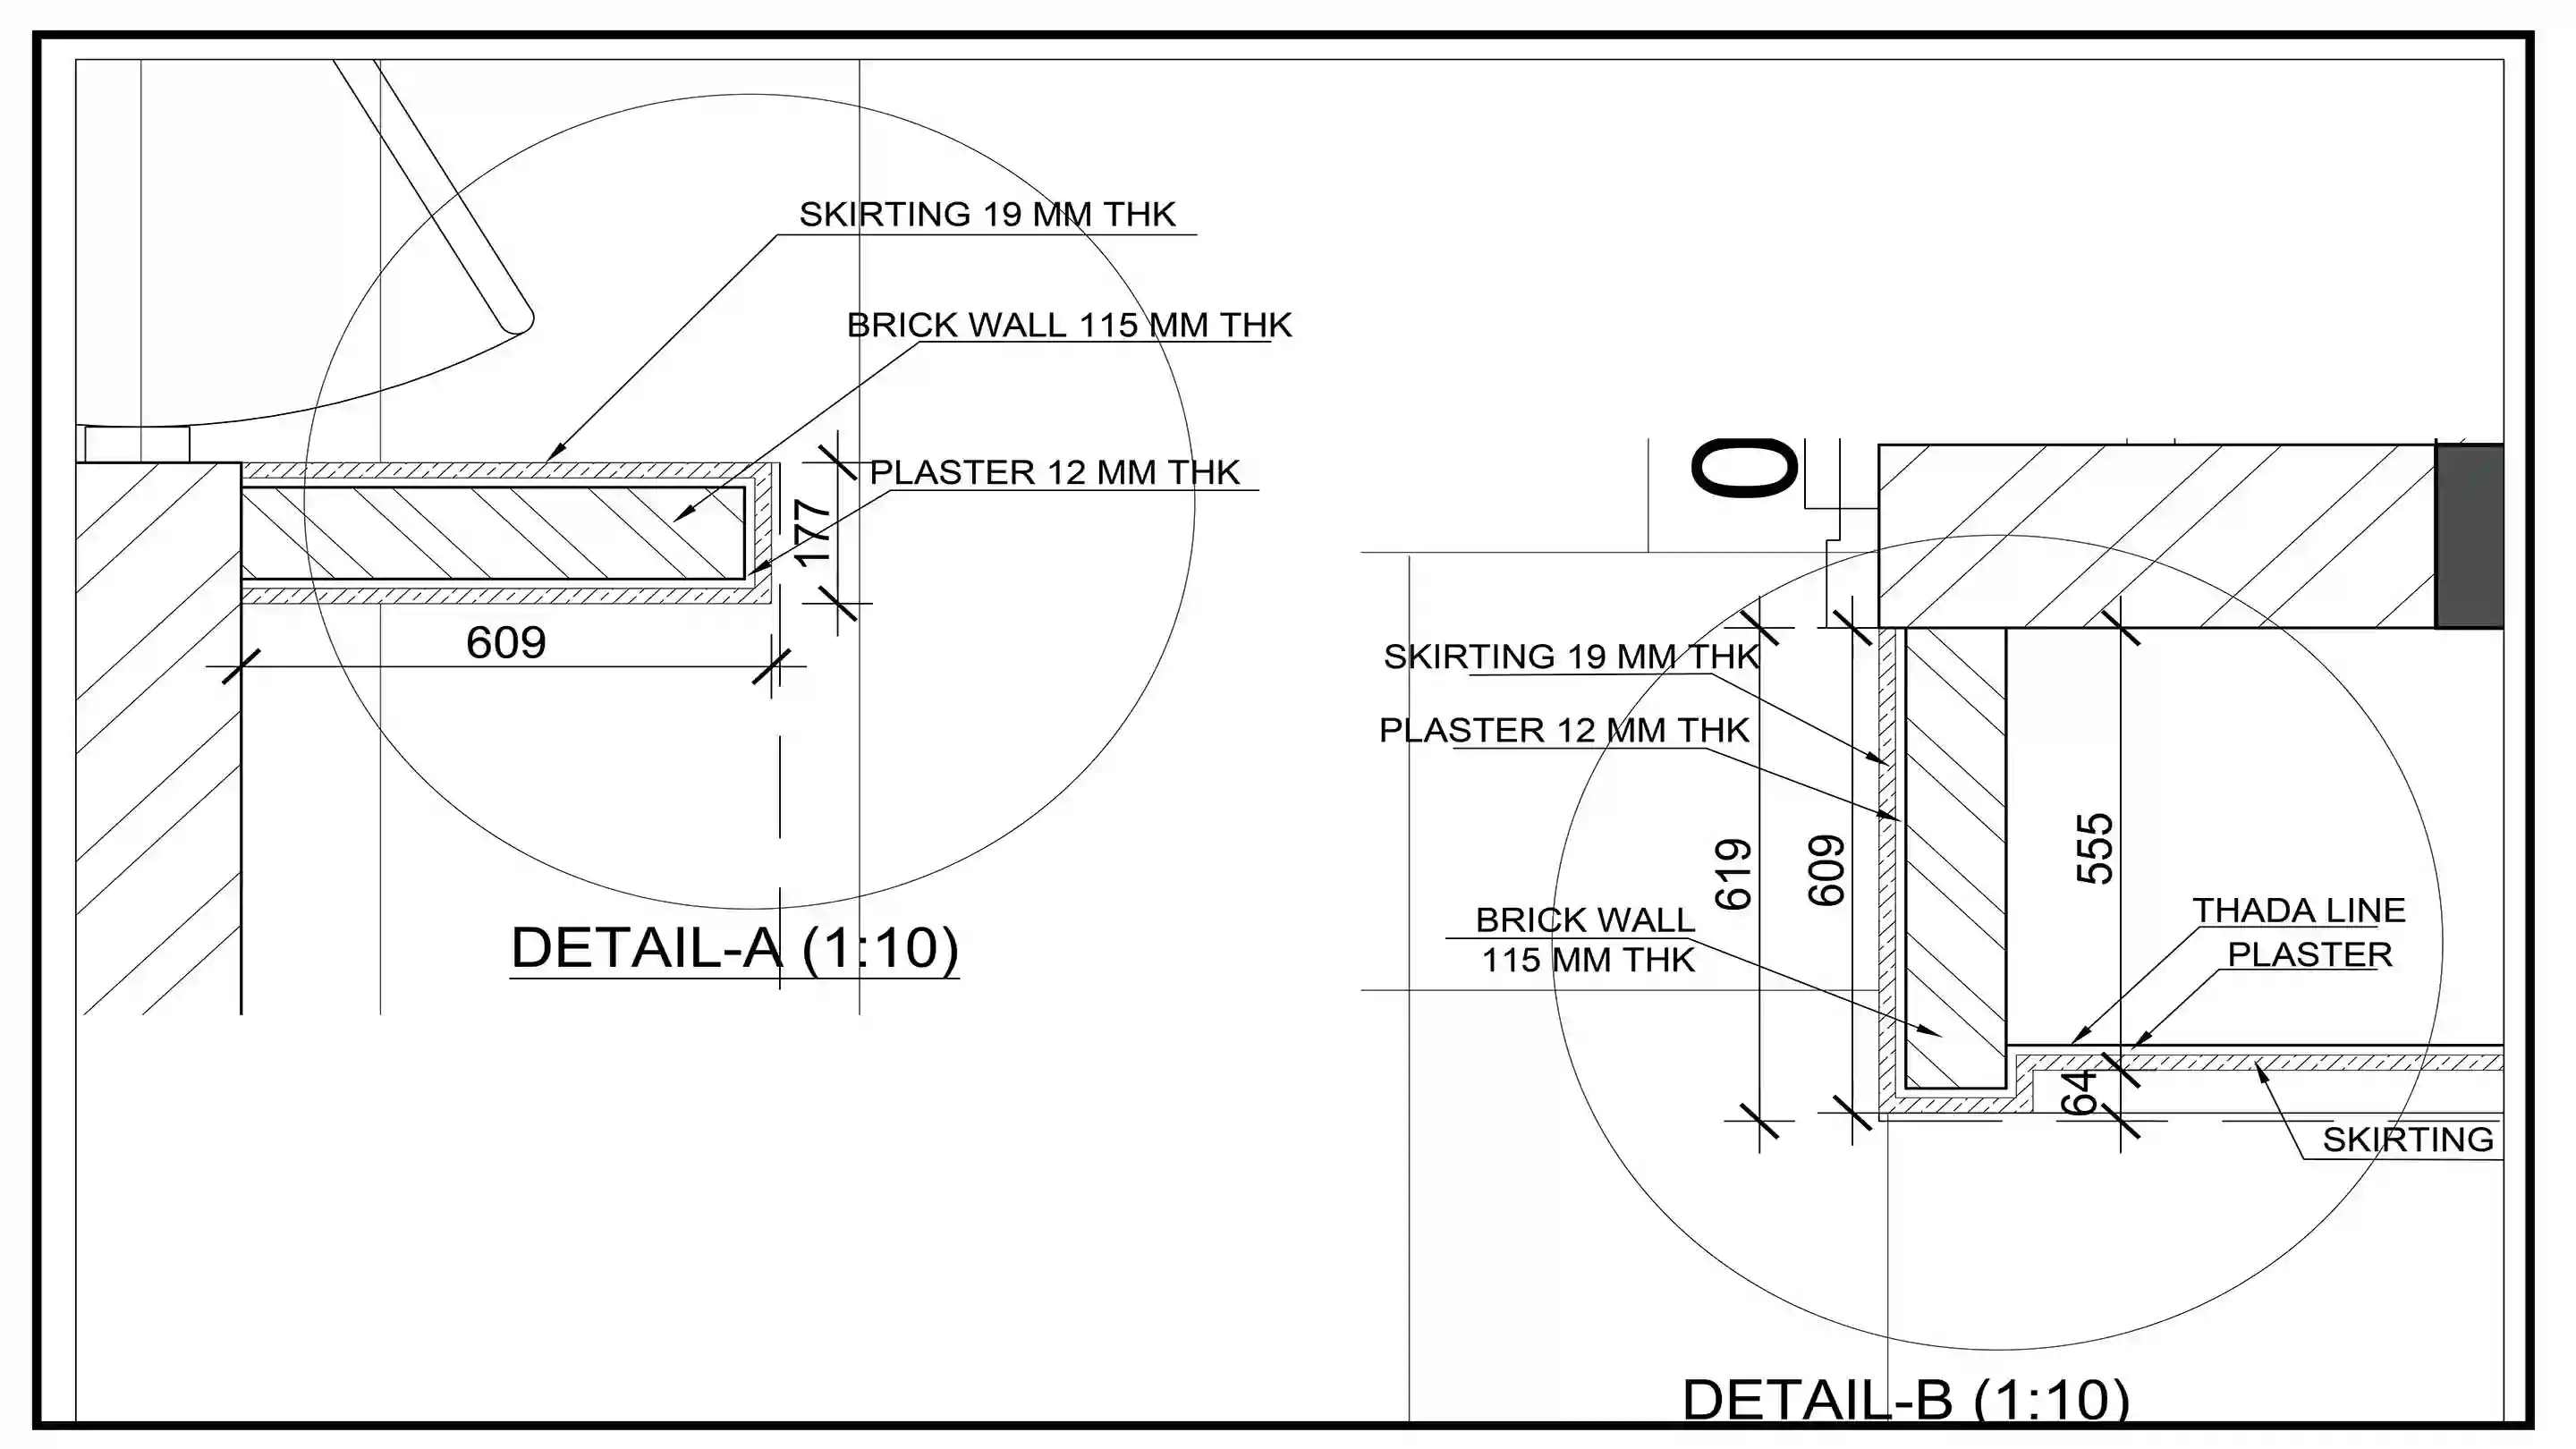 SKIRTING 19 MM THK
BRICK WALL 115 MM THK
PLASTER 12 MM THK
177
609
DETAIL-A (1:10)
0
SKIRTING 19 MM THK
PLASTER 12 MM THK
619
609
555
BRICK WALL
115 MM THK
THADA LINE
PLASTER
64
SKIRTING
DETAIL-B (1:10)